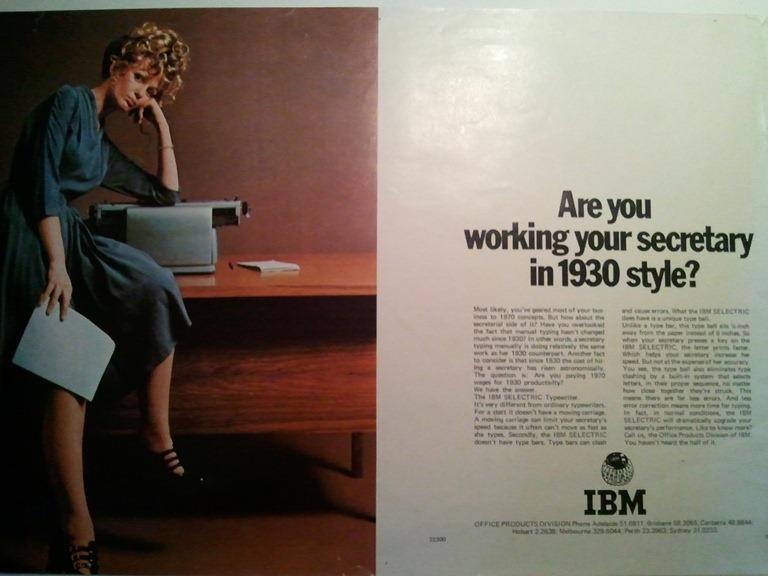 Are you
working your secretary
in 1930 style?
Most likely, you've geared most of your bus-
iness to 1970 concepts. But how about the
secretarial side of it? Have you overlooked
the fact that manual typing hasn't changed
much since 1930? In other words, a secretary
typing manually is doing relatively the same
work as her 1930 counterpart. Another fact
to consider is that since 1930 the cost of hir-
ing a secretary has risen astronomically.
The question is: Are you paying 1970
wages for 1930 productivity?
We have the answer.
The IBM SELECTRIC Typewriter.
It's very different from ordinary typewriters.
For a start it doesn't have a moving carriage.
A moving carriage can limit your secretary's
speed because it often can't move as fast as
she types. Secondly, the IBM SELECTRIC
doesn't have type bars. Type bars can clash
and cause errors. What the IBM SELECTRIC
does have is a unique type ball.
Unlike a type bar, this type ball sits ⅛-inch
away from the paper instead of 5 inches. So
when your secretary presses a key on the
IBM SELECTRIC, the letter prints faster.
Which helps your secretary increase her
speed. But not at the expense of her accuracy.
You see, the type ball also eliminates type
clashing by a built-in system that selects
letters, in their proper sequence, no matter
how close together they're struck. This
means there are far less errors. And less
error correction means more time for typing.
In fact, in normal conditions, the IBM
SELECTRIC will dramatically upgrade your
secretary's performance. Like to know more?
Call us, the Office Products Division of IBM.
You haven't heard the half of it.
IBM
OFFICE PRODUCTS DIVISION Phone Adelaide 51.6811; Brisbane 58.2065; Canberra 48.8644;
Hobart 2.2638; Melbourne 329.5044; Perth 23.3963; Sydney 31.0233.